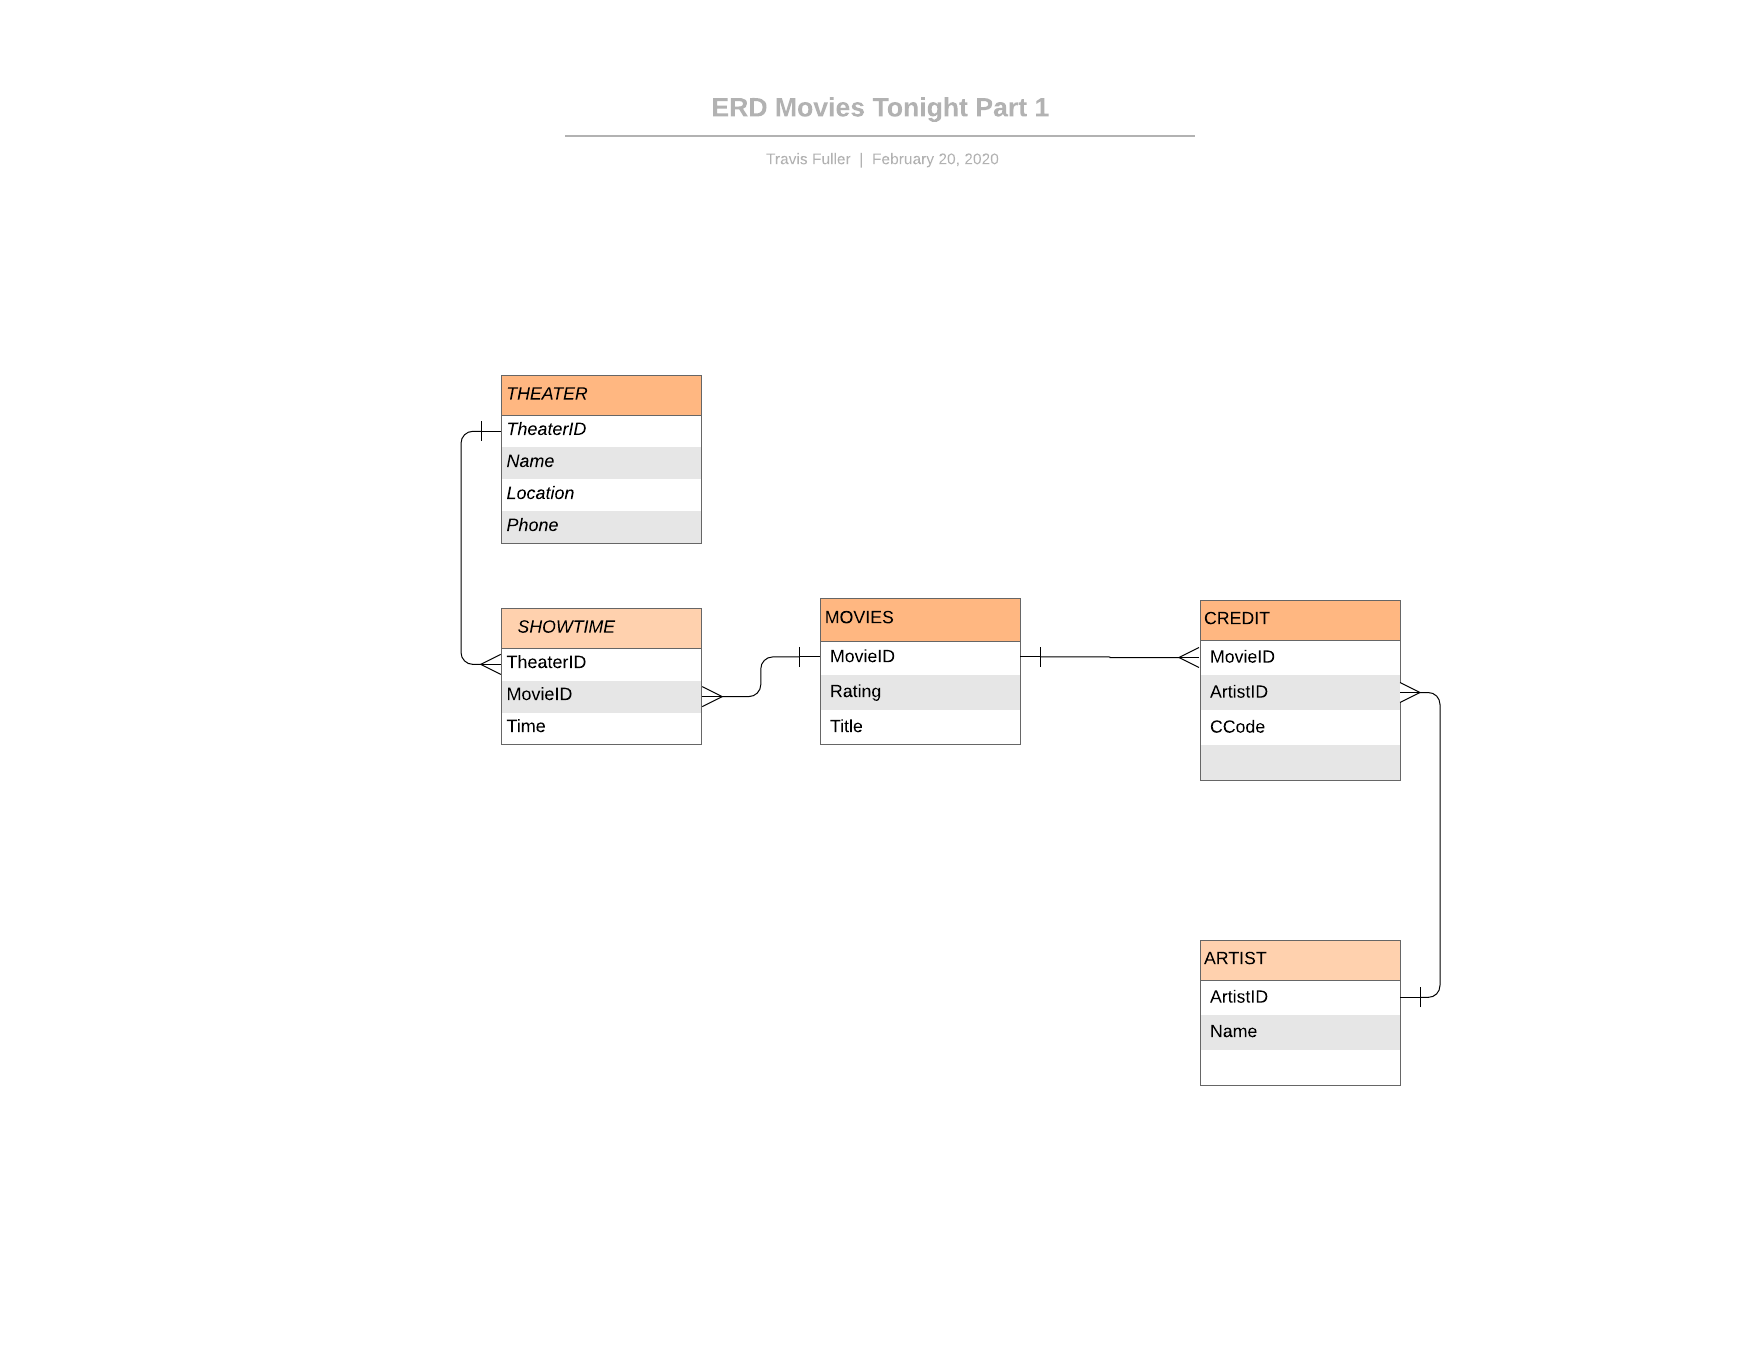 ERD Movies Tonight Part 1
Travis Fuller | February 20, 2020
THEATER
TheaterID
Name
Location
Phone
SHOWTIME
TheaterID
MovieID
Time
MOVIES
MovieID
Rating
Title
CREDIT
MovieID
ArtistID
CCode
ARTIST
ArtistID
Name